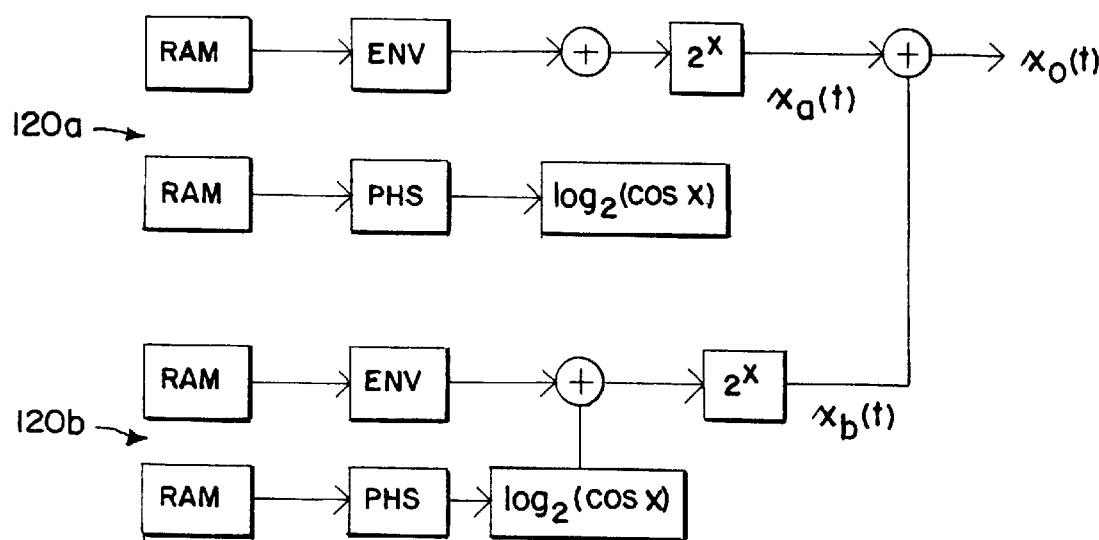 RAM ENV + 2^x x_a(t) + x_o(t)
120a
RAM PHS log_2(cos x)
RAM ENV + 2^x x_b(t)
120b
RAM PHS log_2(cos x)